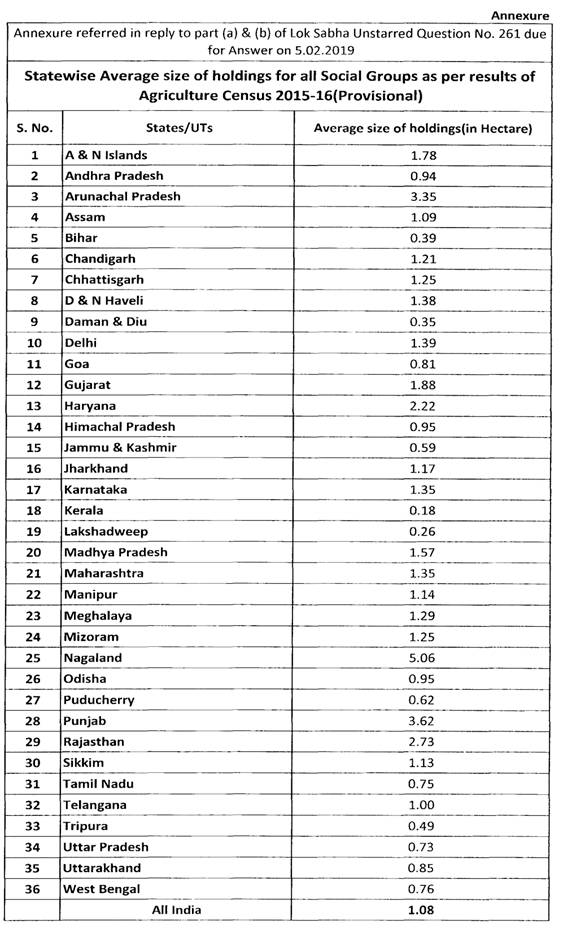 Annexure
Annexure referred in reply to part (a) & (b) of Lok Sabha Unstarred Question No. 261 due
for Answer on 5.02.2019
Statewise Average size of holdings for all Social Groups as per results of
Agriculture Census 2015-16(Provisional)
S. No. States/UTs Average size of holdings(in Hectare)
1 A & N Islands 1.78
2 Andhra Pradesh 0.94
3 Arunachal Pradesh 3.35
4 Assam 1.09
5 Bihar 0.39
6 Chandigarh 1.21
7 Chhattisgarh 1.25
8 D & N Haveli 1.38
9 Daman & Diu 0.35
10 Delhi 1.39
11 Goa 0.81
12 Gujarat 1.88
13 Haryana 2.22
14 Himachal Pradesh 0.95
15 Jammu & Kashmir 0.59
16 Jharkhand 1.17
17 Karnataka 1.35
18 Kerala 0.18
19 Lakshadweep 0.26
20 Madhya Pradesh 1.57
21 Maharashtra 1.35
22 Manipur 1.14
23 Meghalaya 1.29
24 Mizoram 1.25
25 Nagaland 5.06
26 Odisha 0.95
27 Puducherry 0.62
28 Punjab 3.62
29 Rajasthan 2.73
30 Sikkim 1.13
31 Tamil Nadu 0.75
32 Telangana 1.00
33 Tripura 0.49
34 Uttar Pradesh 0.73
35 Uttarakhand 0.85
36 West Bengal 0.76
All India 1.08